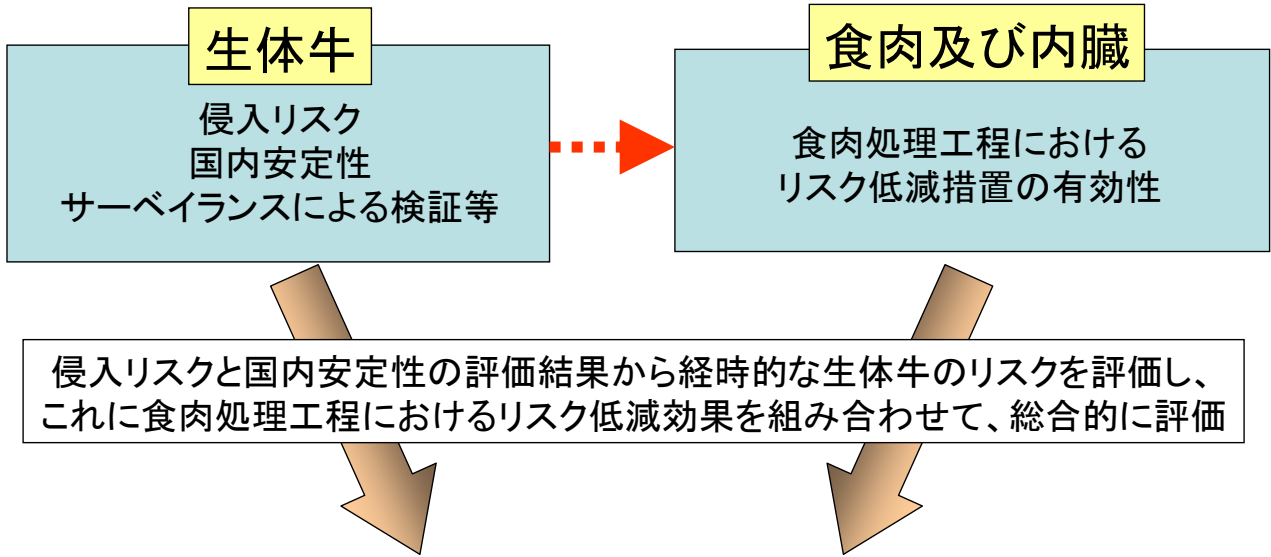 生体牛
侵入リスク
国内安定性
サーベイランスによる検証等
食肉及び内臓
食肉処理工程における
リスク低減措置の有効性
侵入リスクと国内安定性の評価結果から経時的な生体牛のリスクを評価し、
これに食肉処理工程におけるリスク低減効果を組み合わせて、総合的に評価